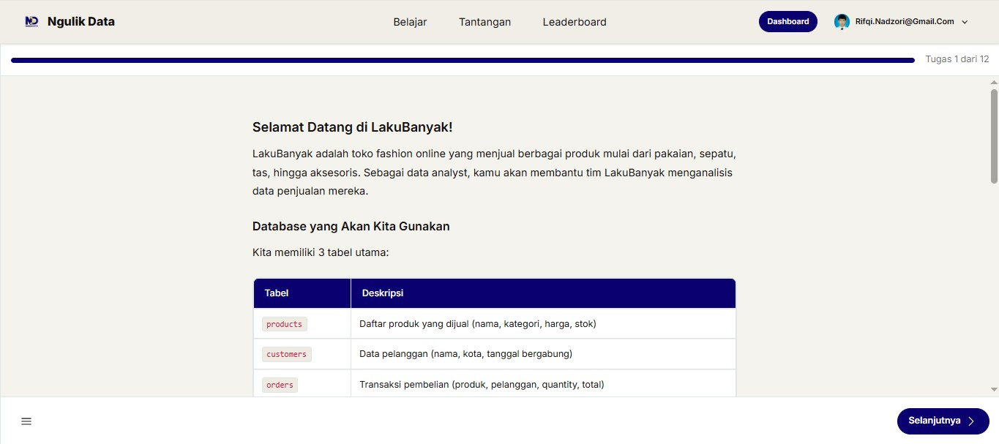 Ngulik Data
Belajar
Tantangan
Leaderboard
Dashboard
Rifqi.Nadzori@Gmail.Com
Tugas 1 dari 12
Selamat Datang di LakuBanyak!
LakuBanyak adalah toko fashion online yang menjual berbagai produk mulai dari pakaian, sepatu,
tas, hingga aksesoris. Sebagai data analyst, kamu akan membantu tim LakuBanyak menganalisis
data penjualan mereka.
Database yang Akan Kita Gunakan
Kita memiliki 3 tabel utama:
Tabel Deskripsi
products Daftar produk yang dijual (nama, kategori, harga, stok)
customers Data pelanggan (nama, kota, tanggal bergabung)
orders Transaksi pembelian (produk, pelanggan, quantity, total)
Selanjutnya